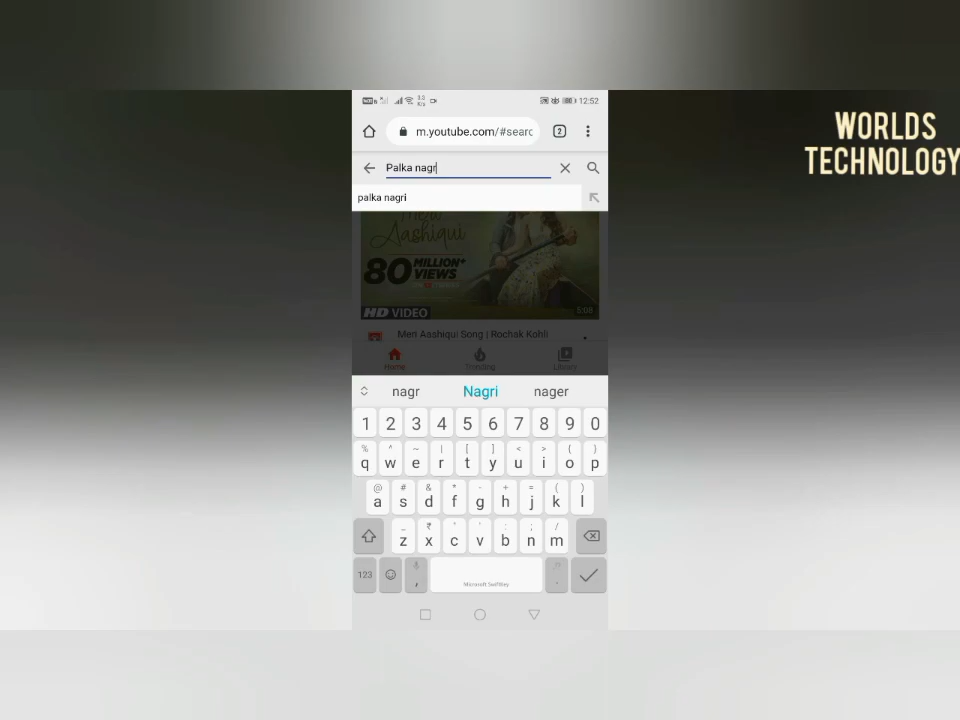 WORLDS
TECHNOLOGY
12:52
m.youtube.com/#searc
2
Palka nagr
palka nagri
Meri
Aashiqui
80 MILLION+
VIEWS
HD VIDEO
5:08
Meri Aashiqui Song | Rochak Kohli
Home
Trending
Library
nagr Nagri nager
1 2 3 4 5 6 7 8 9 0
% ^ ~ | [ ] < > { }
q w e r t y u i o p
@ # & * - + = ( )
a s d f g h j k l
_ ₹ " ' : ; /
z x c v b n m
123 , Microsoft SwiftKey .